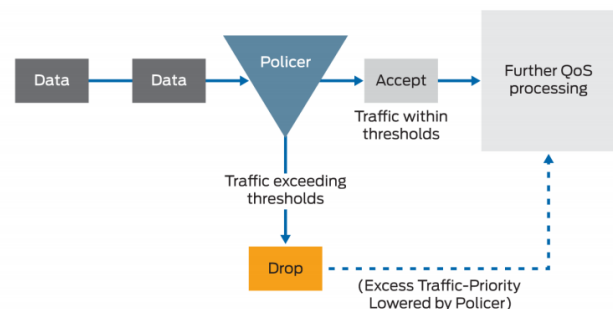 Data
Data
Policer
Accept
Further QoS
processing
Traffic within
thresholds
Traffic exceeding
thresholds
Drop
(Excess Traffic-Priority
Lowered by Policer)